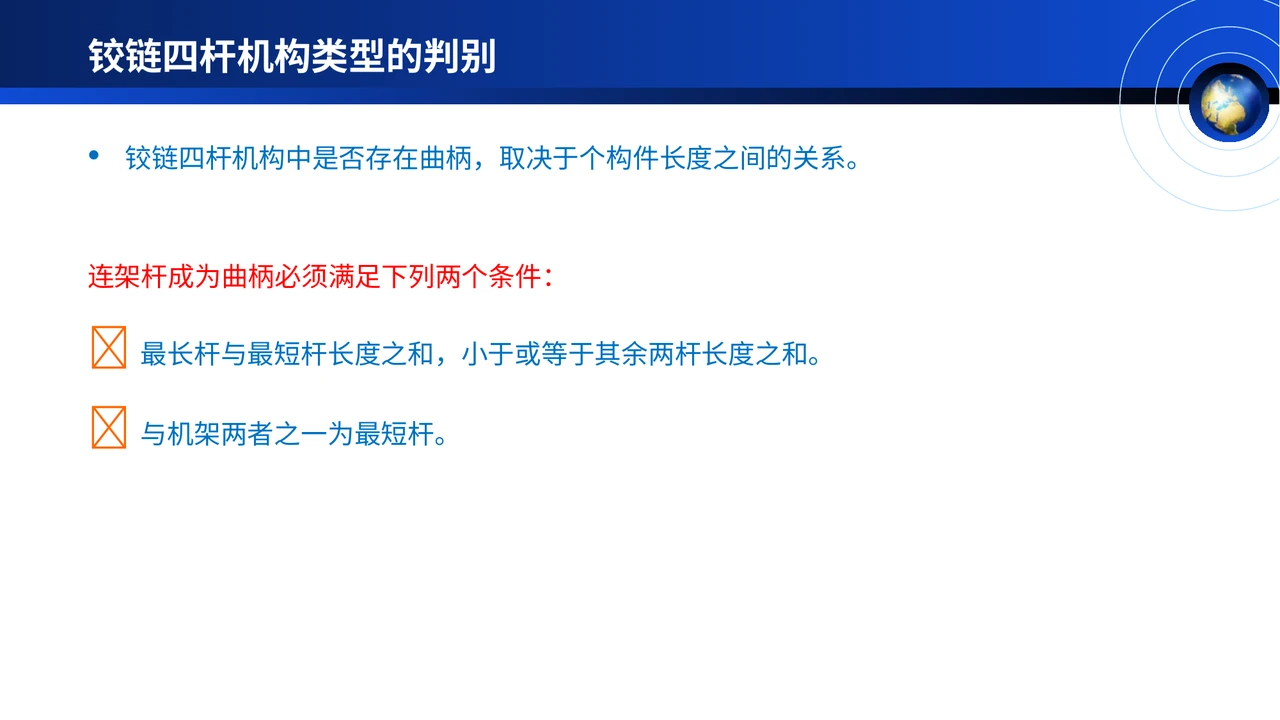 铰链四杆机构类型的判别
• 铰链四杆机构中是否存在曲柄，取决于个构件长度之间的关系。
连架杆成为曲柄必须满足下列两个条件：
最长杆与最短杆长度之和，小于或等于其余两杆长度之和。
与机架两者之一为最短杆。